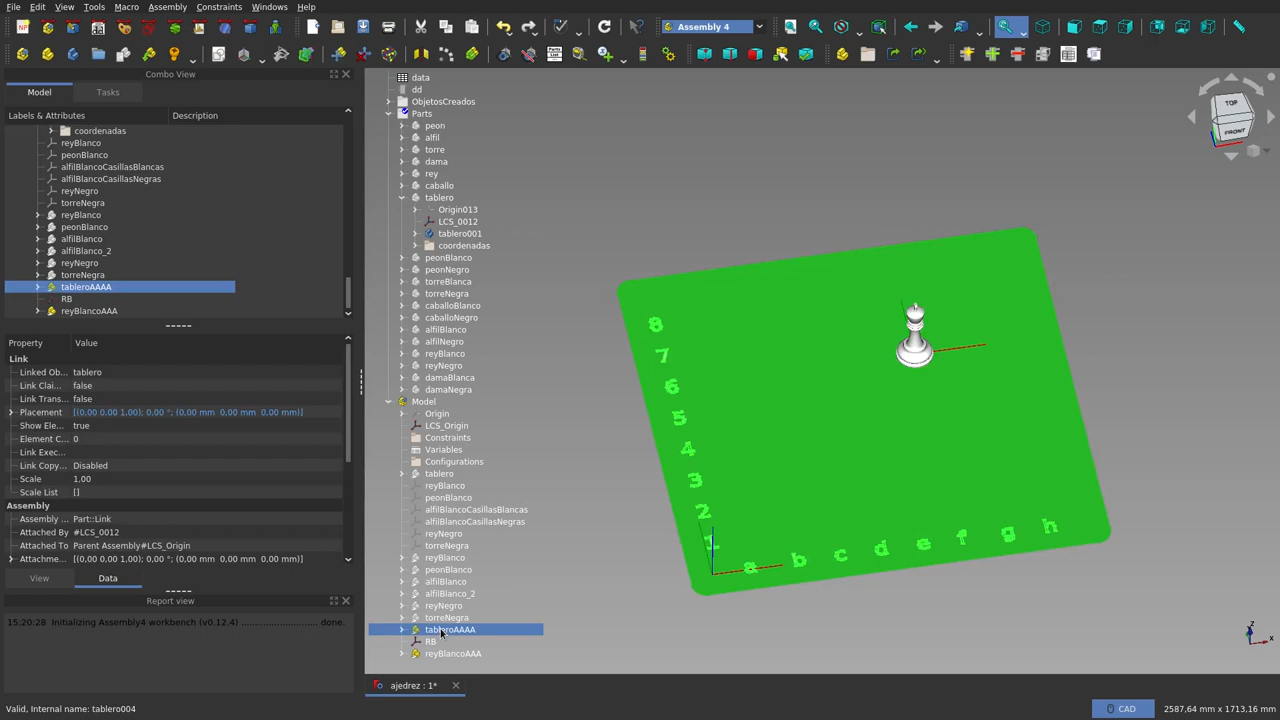 File Edit View Tools Macro Assembly Constraints Windows Help
Assembly 4
Combo View
Model Tasks
Labels & Attributes Description
coordenadas
reyBlanco
peonBlanco
alfilBlancoCasillasBlancas
alfilBlancoCasillasNegras
reyNegro
torreNegra
reyBlanco
peonBlanco
alfilBlanco
alfilBlanco_2
reyNegro
torreNegra
tableroAAAA
RB
reyBlancoAAA
Property Value
Link
Linked Ob... tablero
Link Clai... false
Link Trans... false
Placement [(0,00 0.00 1,00); 0,00 °; (0,00 mm 0,00 mm 0,00 mm)]
Show Ele... true
Element C... 0
Link Exec...
Link Copy... Disabled
Scale 1,00
Scale List []
Assembly
Assembly ... Part::Link
Attached By #LCS_0012
Attached To Parent Assembly#LCS_Origin
Attachme... [(0,00 0.00 1,00); 0,00 °; (0,00 mm 0,00 mm 0,00 mm)]
View Data
Report view
15:20:28 Initializing Assembly4 workbench (v0.12.4) ............................ done.
data
dd
ObjetosCreados
Parts
peon
alfil
torre
dama
rey
caballo
tablero
Origin013
LCS_0012
tablero001
coordenadas
peonBlanco
peonNegro
torreBlanca
torreNegra
caballoBlanco
caballoNegro
alfilBlanco
alfilNegro
reyBlanco
reyNegro
damaBlanca
damaNegra
Model
Origin
LCS_Origin
Constraints
Variables
Configurations
tablero
reyBlanco
peonBlanco
alfilBlancoCasillasBlancas
alfilBlancoCasillasNegras
reyNegro
torreNegra
reyBlanco
peonBlanco
alfilBlanco
alfilBlanco_2
reyNegro
torreNegra
tableroAAAA
RB
reyBlancoAAA
TOP
FRONT
8
7
6
5
4
3
2
1
a b c d e f g h
Z
X
ajedrez : 1*
Valid, Internal name: tablero004
CAD 2587,64 mm x 1713,16 mm